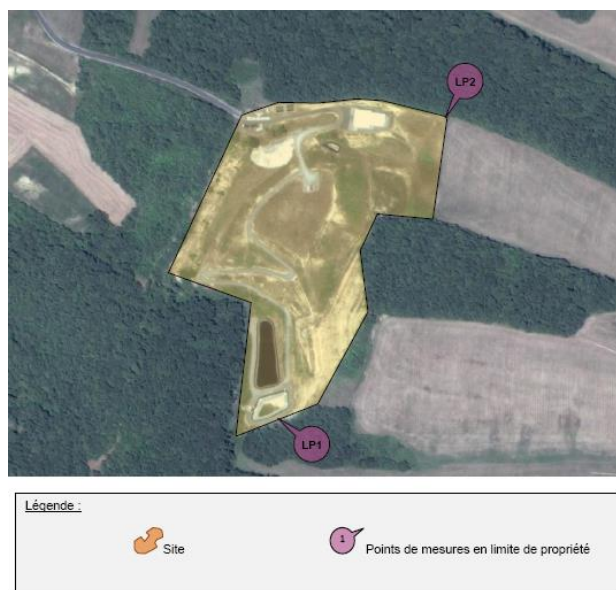 LP2
LP1
Légende :
Site
1
Points de mesures en limite de propriété